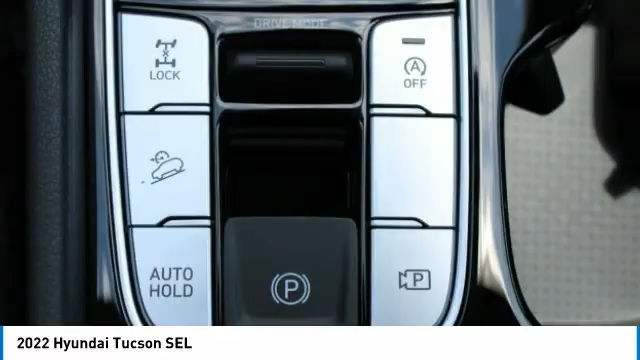 DRIVE MODE
LOCK
A
OFF
AUTO
HOLD
P
P
2022 Hyundai Tucson SEL